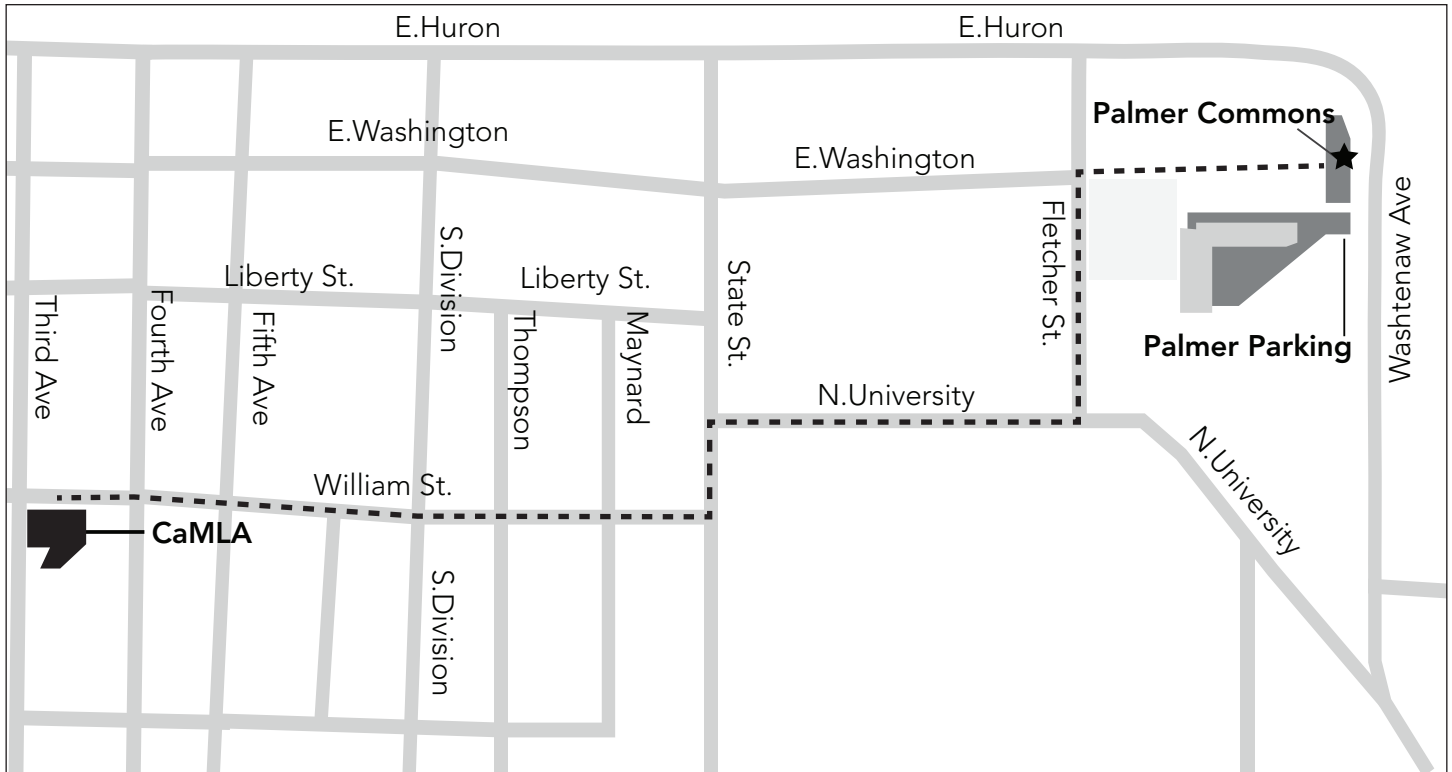 E.Huron
E.Huron
Palmer Commons
E.Washington
E.Washington
Washtenaw Ave
Fletcher St.
S.Division
Liberty St.
Liberty St.
State St.
Third Ave
Fourth Ave
Fifth Ave
Thompson
Maynard
Palmer Parking
N.University
N.University
William St.
CaMLA
S.Division